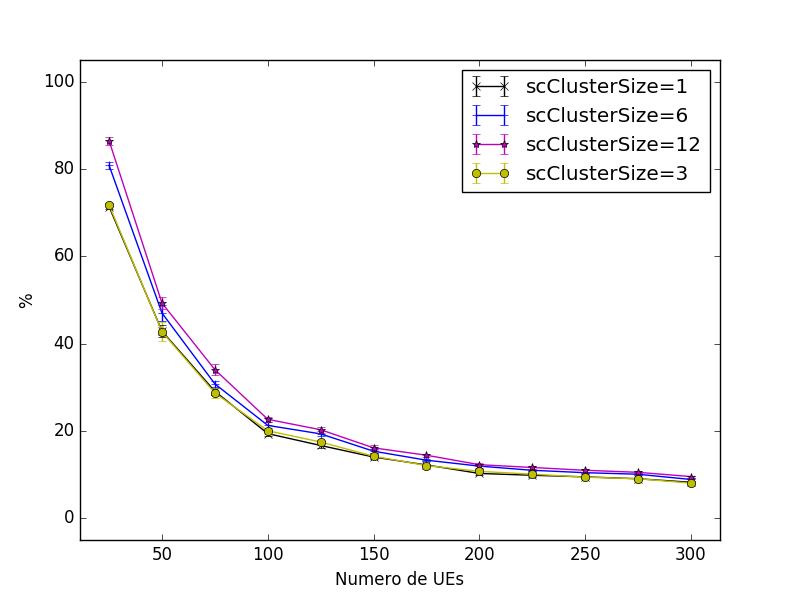 100
80
60
40
20
0
%
50 100 150 200 250 300
Numero de UEs
scClusterSize=1
scClusterSize=6
scClusterSize=12
scClusterSize=3